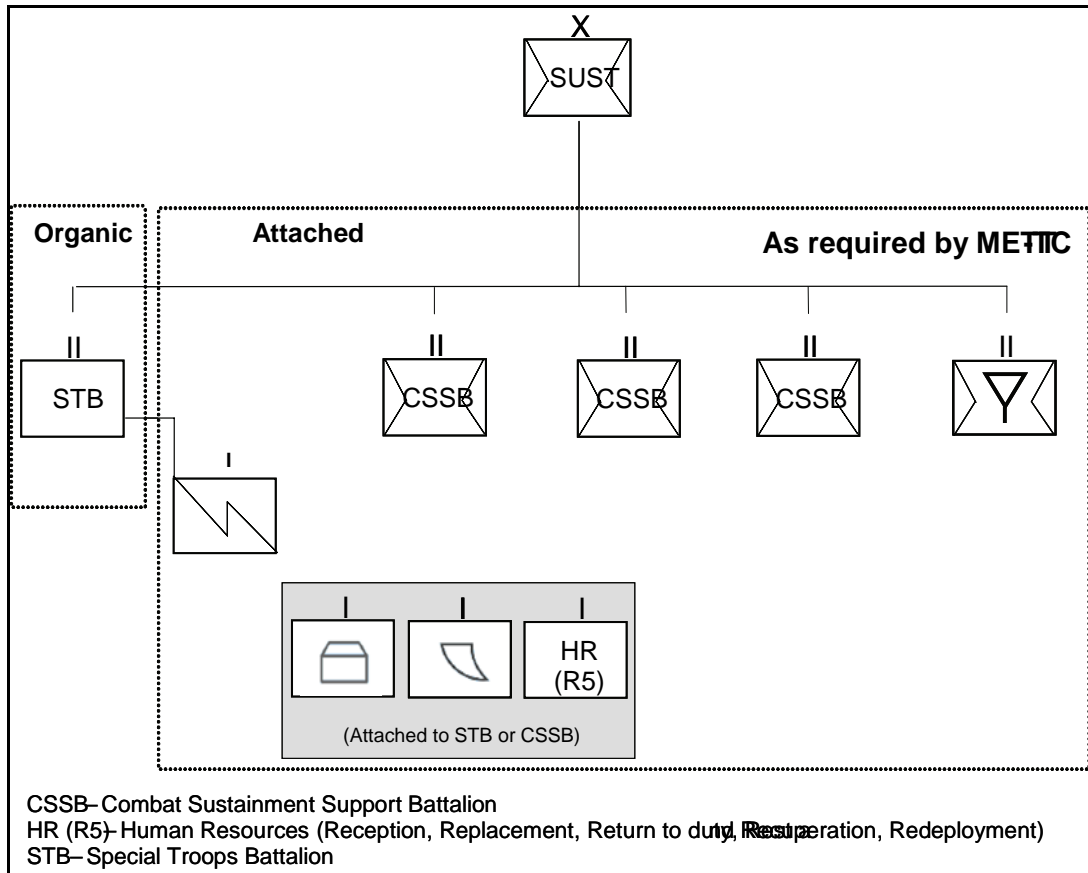 X
SUST
Organic
Attached
As required by METT-TC
II
II
II
II
II
STB
CSSB
CSSB
CSSB
I
I
I
I
HR
(R5)
(Attached to STB or CSSB)
CSSB– Combat Sustainment Support Battalion
HR (R5)– Human Resources (Reception, Replacement, Return to duty, Rest Recuperation, Redeployment)
STB– Special Troops Battalion